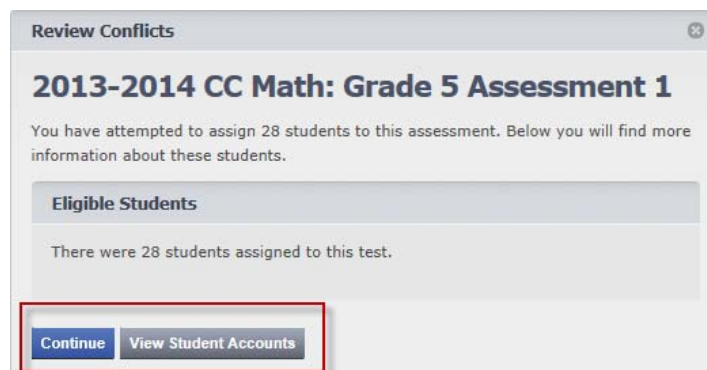 Review Conflicts
2013-2014 CC Math: Grade 5 Assessment 1
You have attempted to assign 28 students to this assessment. Below you will find more
information about these students.
Eligible Students
There were 28 students assigned to this test.
Continue View Student Accounts